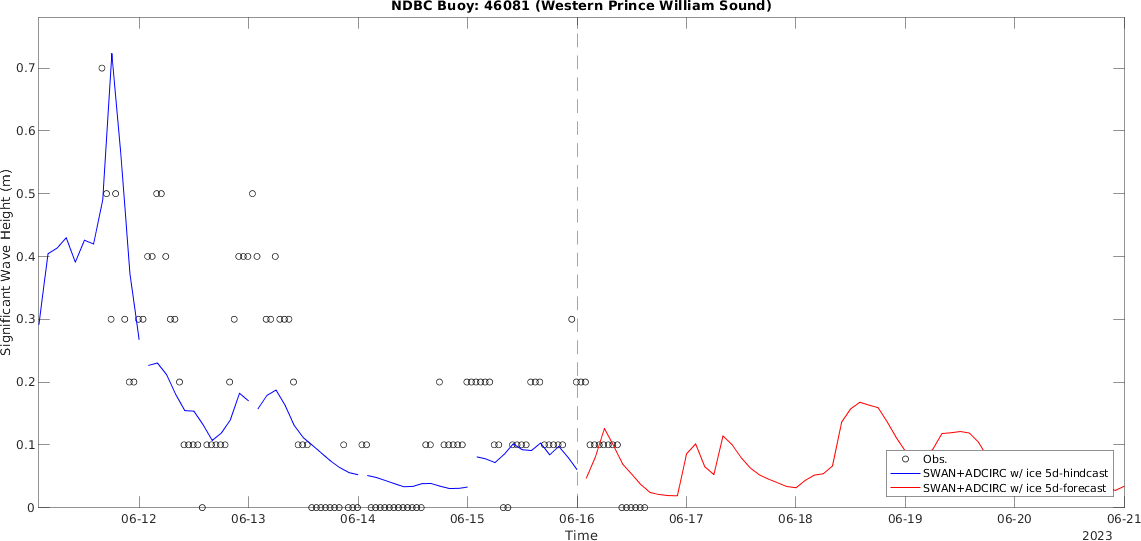 NDBC Buoy: 46081 (Western Prince William Sound)
Significant Wave Height (m)
0.7
0.6
0.5
0.4
0.3
0.2
0.1
0
Obs.
SWAN+ADCIRC w/ ice 5d-hindcast
SWAN+ADCIRC w/ ice 5d-forecast
06-12 06-13 06-14 06-15 06-16 06-17 06-18 06-19 06-20 06-21
Time
2023